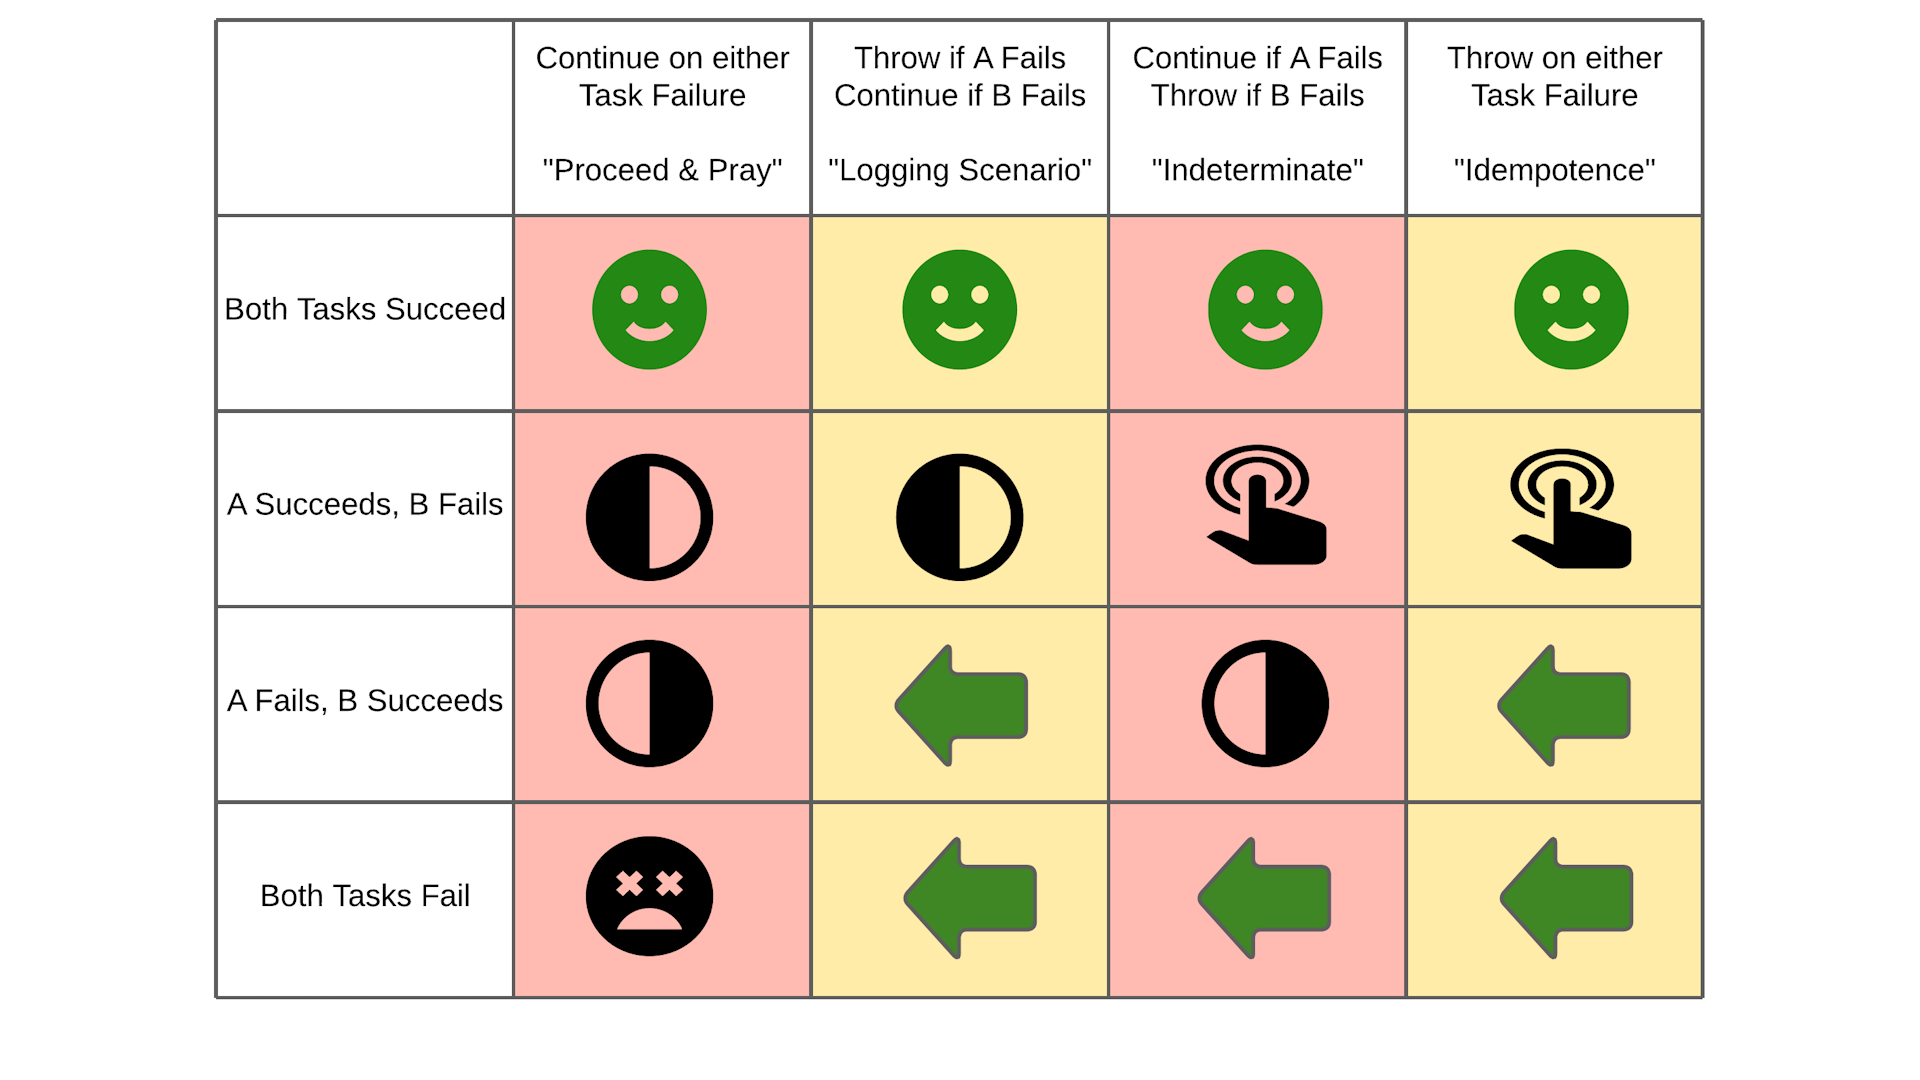 Continue on either
Task Failure
"Proceed & Pray"
Throw if A Fails
Continue if B Fails
"Logging Scenario"
Continue if A Fails
Throw if B Fails
"Indeterminate"
Throw on either
Task Failure
"Idempotence"
Both Tasks Succeed
A Succeeds, B Fails
A Fails, B Succeeds
Both Tasks Fail